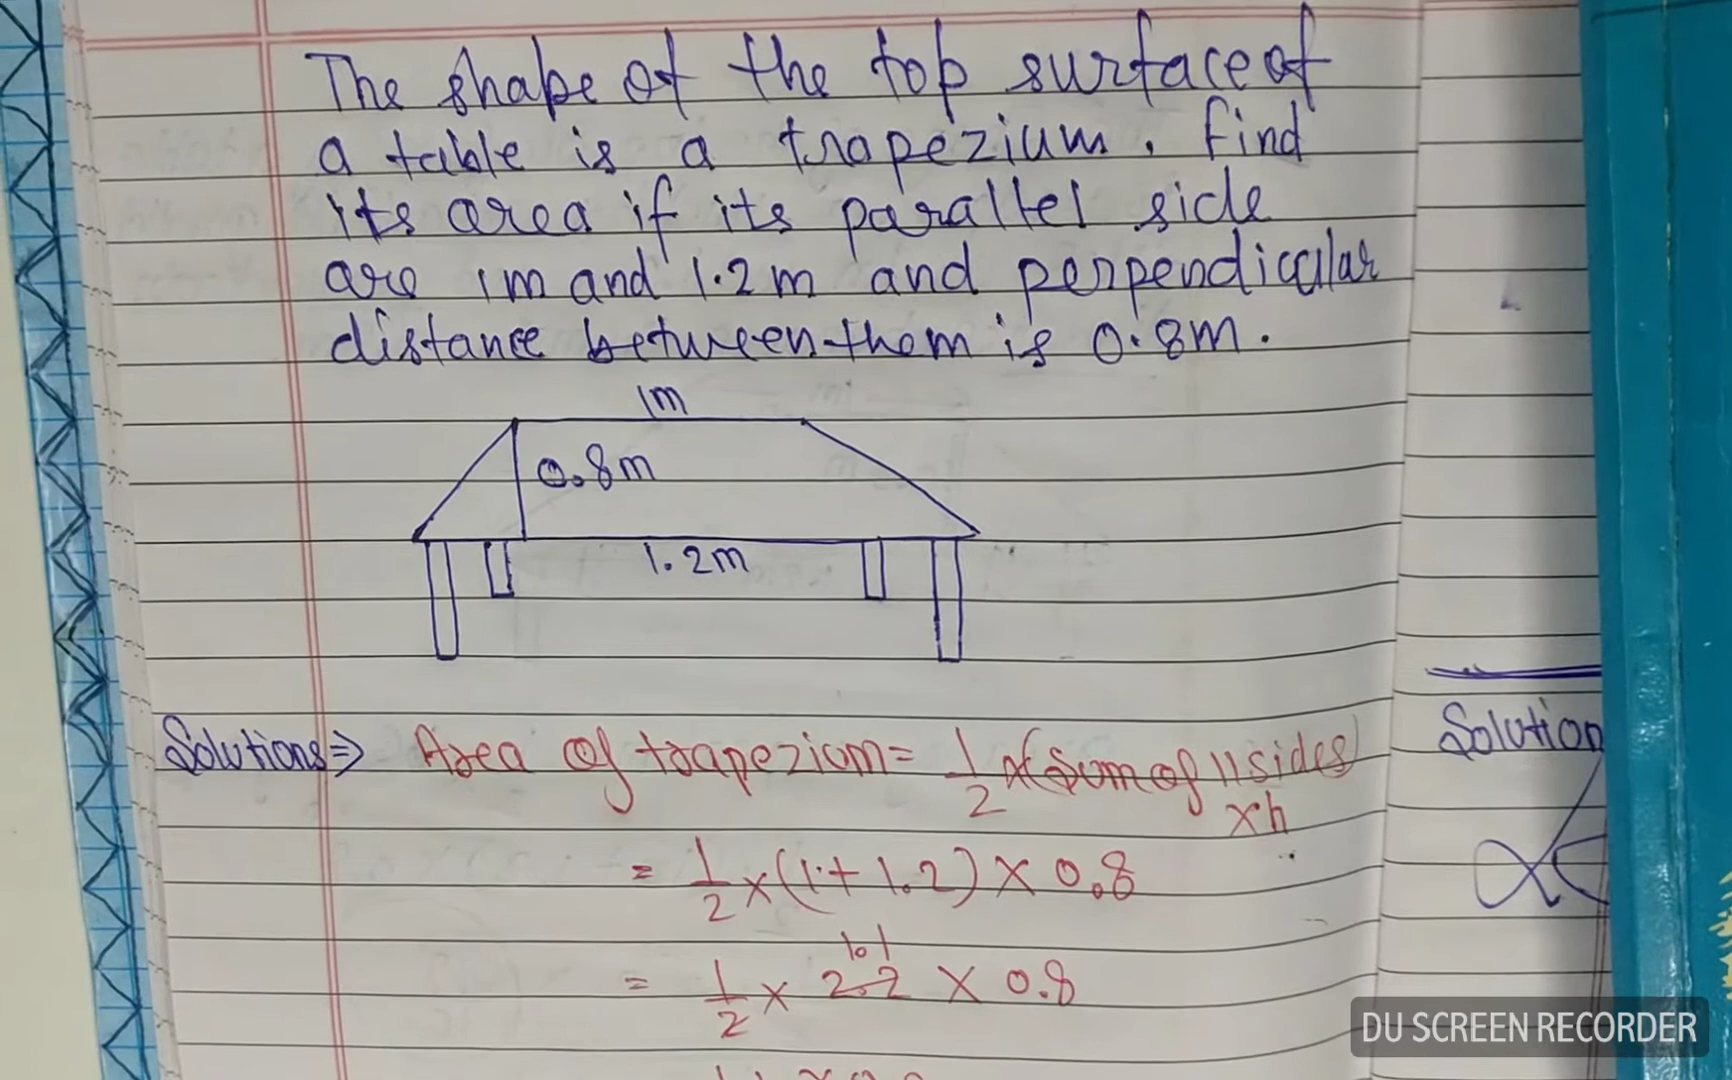 The shape of the top surface of
a table is a trapezium. Find
its area if its parallel side
are 1m and 1.2m and perpendicular
distance between them is 0.8m.
1m
0.8m
1.2m
Solutions⇒ Area of trapezium = 1/2 × (Sum of 11 sides)
× h
= 1/2 × (1 + 1.2) × 0.8
1.1
= 1/2 × 2.2 × 0.8
Solution
DU SCREEN RECORDER